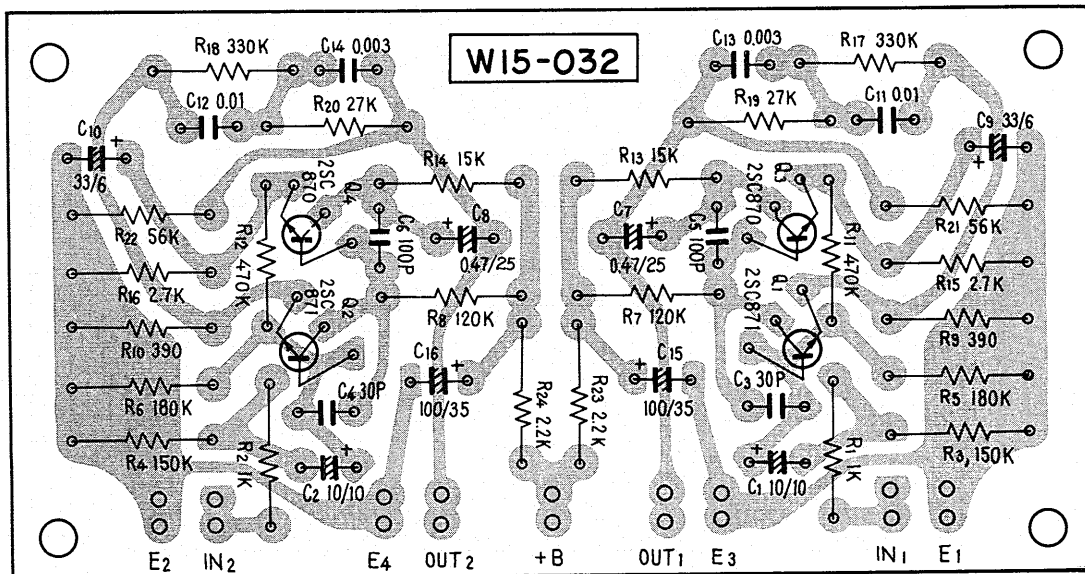 W15-032
R18 330K
C14 0.003
C13 0.003
R17 330K
C12 0.01
R20 27K
R19 27K
C11 0.01
C10
+
33/6
C9 33/6
+
R14 15K
R13 15K
2SC
870
Q4
Q3
2SC870
R22 56K
R12 470K
C6 100P
+
C8
0.47/25
C7
+
0.47/25
C5 100P
R11 470K
R21 56K
R16 2.7K
R15 2.7K
2SC
871
Q2
Q1
2SC871
R8 120K
R7 120K
R10 390
R9 390
C16
+
100/35
C15
+
100/35
R6 180K
C4 30P
R24 2.2K
R23 2.2K
C3 30P
R5 180K
R4 150K
R2 1K
+
C2 10/10
+
C1 10/10
R1 1K
R3, 150K
E2
IN2
E4
OUT2
+B
OUT1
E3
IN1
E1